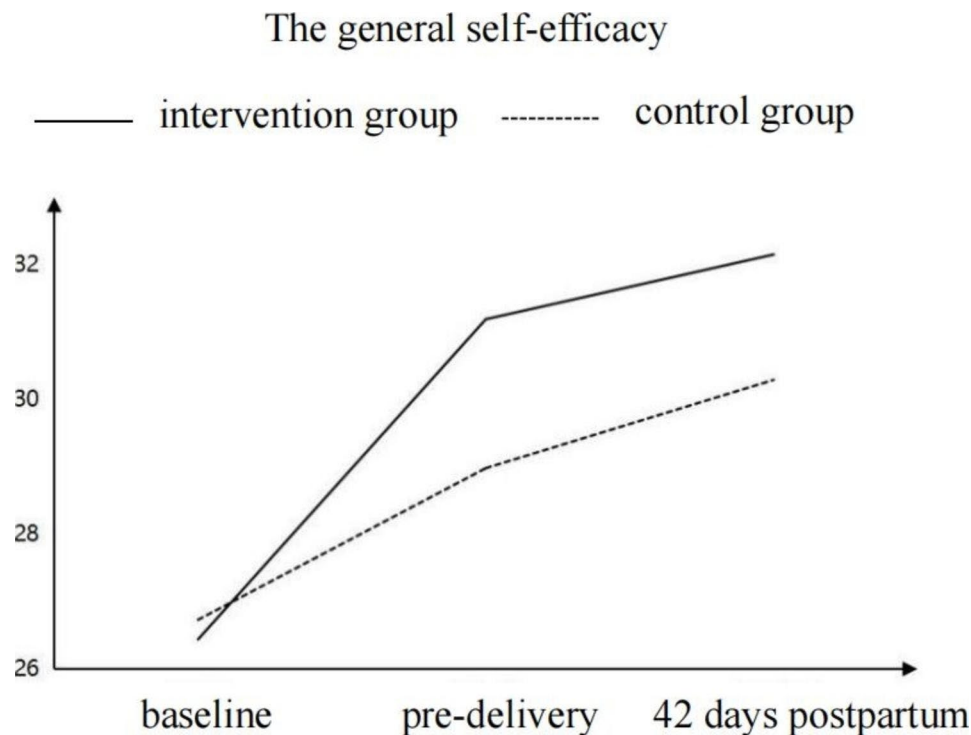 The general self-efficacy
intervention group control group
32
30
28
26
baseline pre-delivery 42 days postpartum